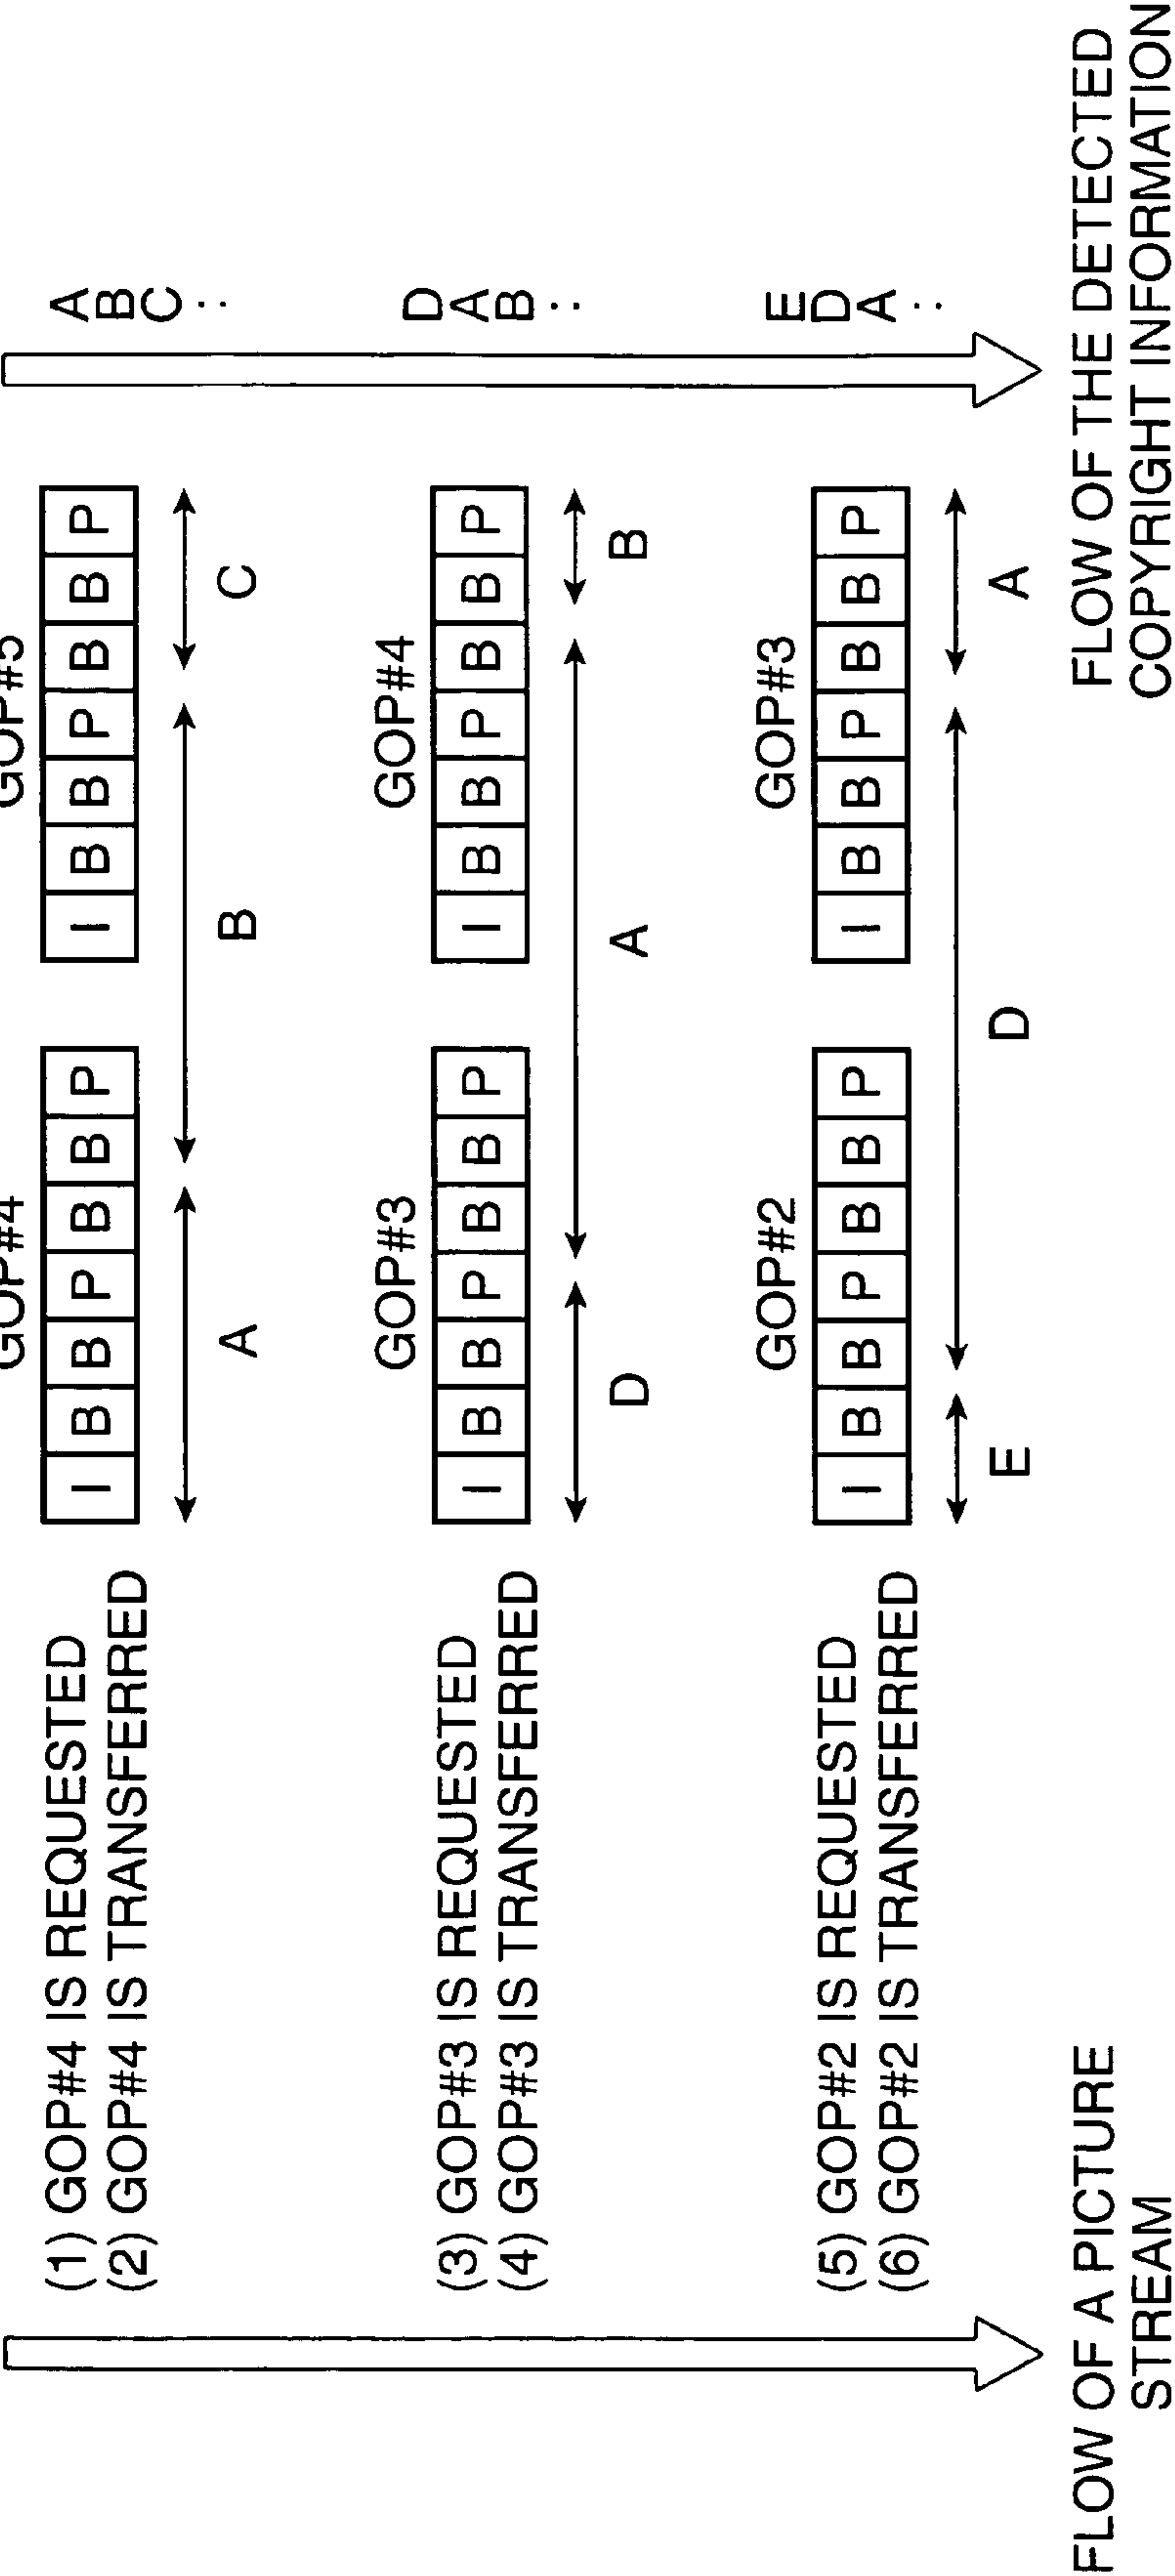 GOP#4 GOP#5
(1) GOP#4 IS REQUESTED
(2) GOP#4 IS TRANSFERRED
I B B P B B P
I B B P B B P
A B C
A
B
C
:
GOP#3 GOP#4
(3) GOP#3 IS REQUESTED
(4) GOP#3 IS TRANSFERRED
I B B P B B P
I B B P B B P
D A B
D
A
B
:
GOP#2 GOP#3
(5) GOP#2 IS REQUESTED
(6) GOP#2 IS TRANSFERRED
I B B P B B P
I B B P B B P
E D A
E
D
A
:
FLOW OF A PICTURE
STREAM
FLOW OF THE DETECTED
COPYRIGHT INFORMATION